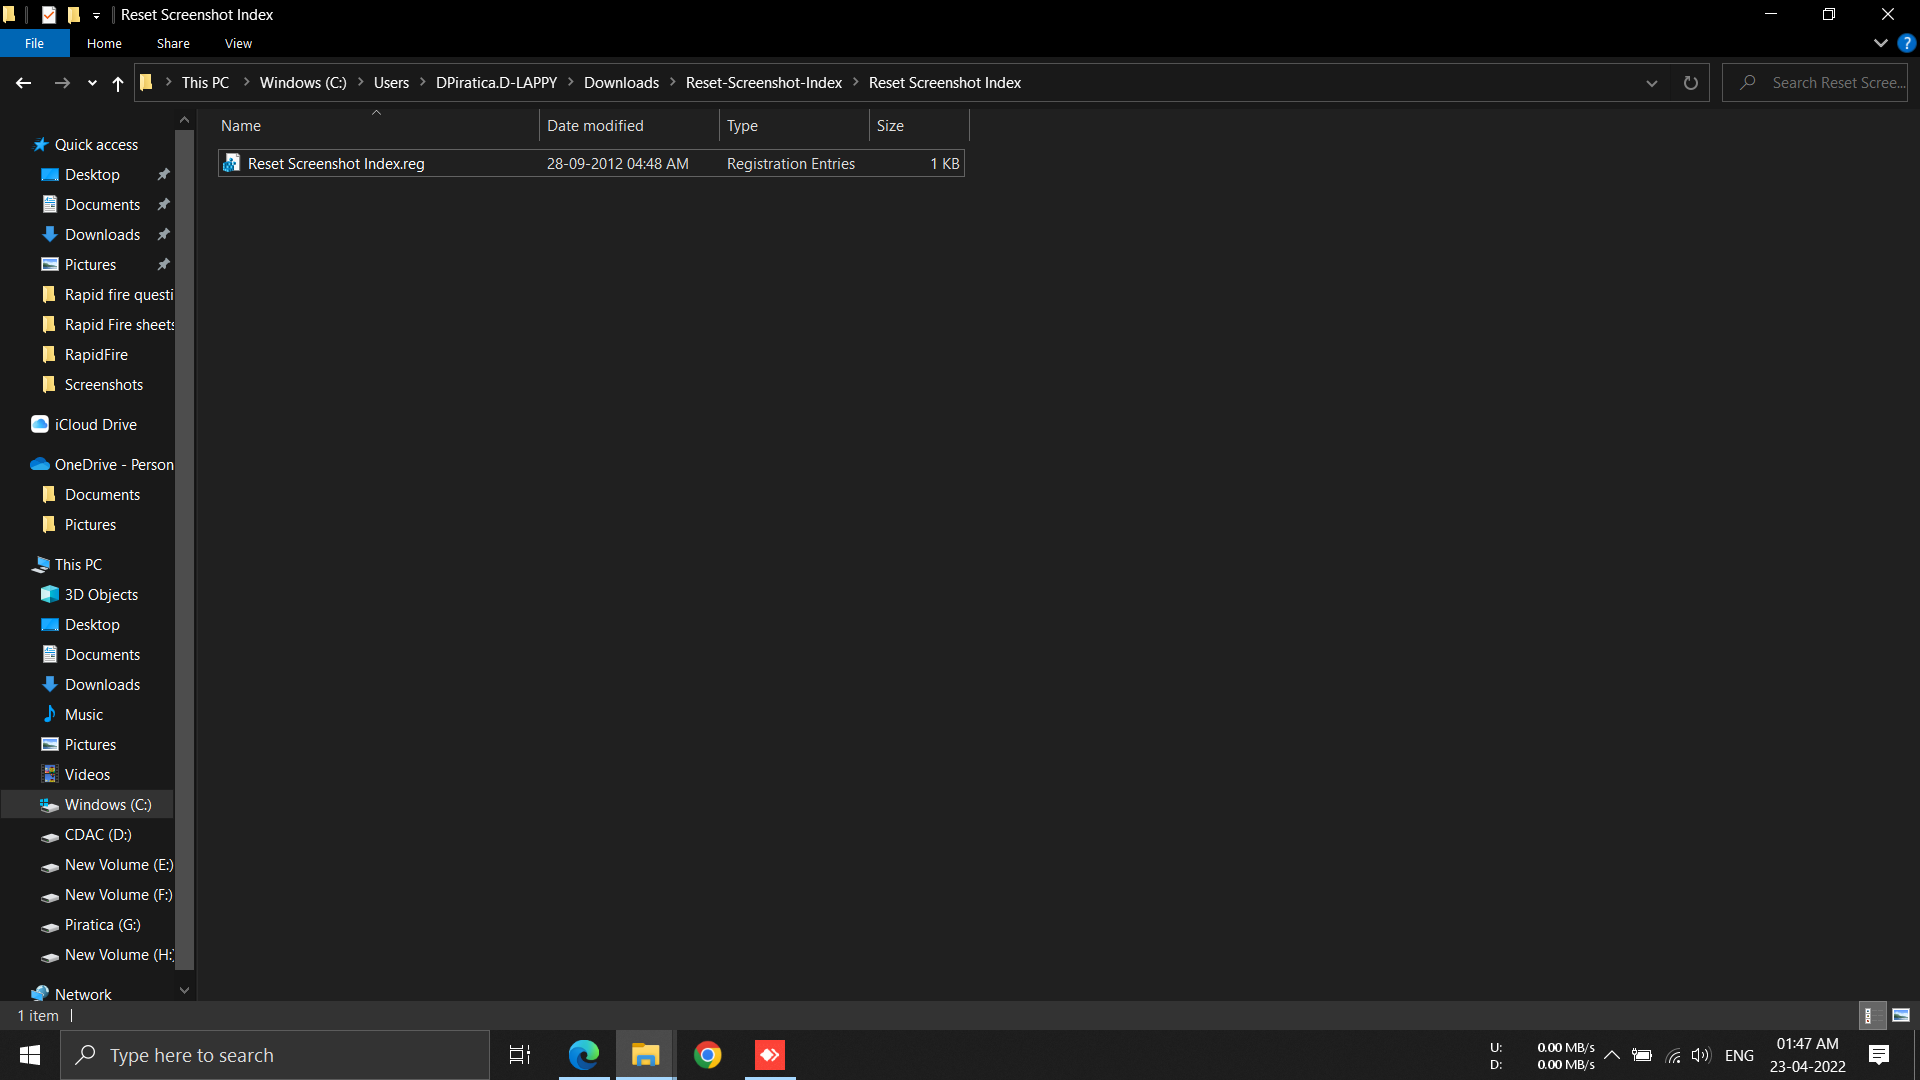 Reset Screenshot Index
File Home Share View
This PC Windows (C:) Users DPiratica.D-LAPPY Downloads Reset-Screenshot-Index Reset Screenshot Index
Search Reset Scree...
Name Date modified Type Size
Reset Screenshot Index.reg 28-09-2012 04:48 AM Registration Entries 1 KB
Quick access
Desktop
Documents
Downloads
Pictures
Rapid fire questi
Rapid Fire sheets
RapidFire
Screenshots
iCloud Drive
OneDrive - Person
Documents
Pictures
This PC
3D Objects
Desktop
Documents
Downloads
Music
Pictures
Videos
Windows (C:)
CDAC (D:)
New Volume (E:)
New Volume (F:)
Piratica (G:)
New Volume (H:)
Network
1 item
Type here to search
U: 0.00 MB/s
D: 0.00 MB/s
ENG
01:47 AM
23-04-2022